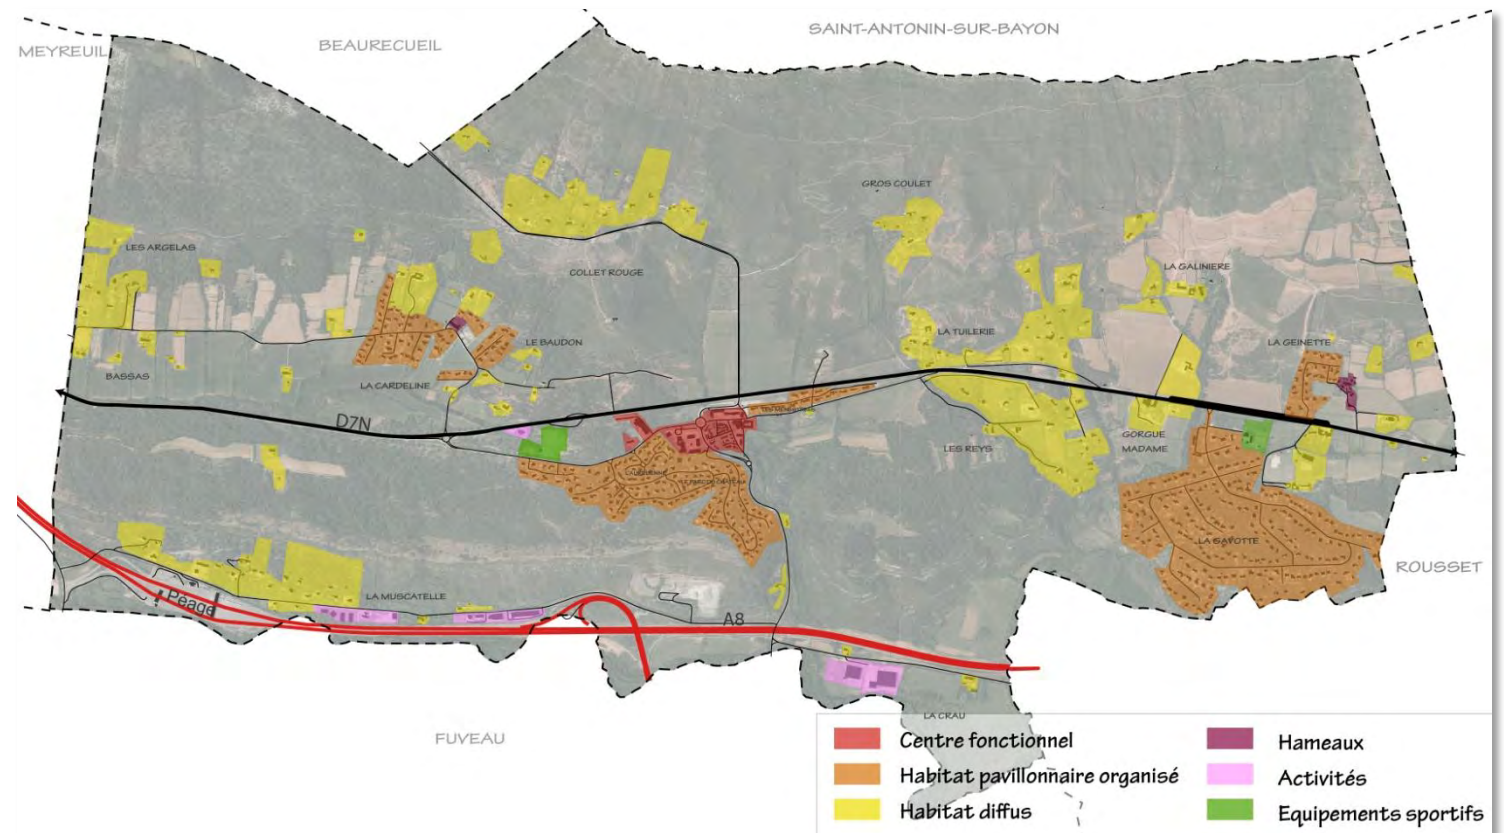 SAINT-ANTONIN-SUR-BAYON
BEAURECUEIL
MEYREUIL
GROS COULET
LES ARGELAS
LA GALINIERE
COLLET ROUGE
LA TUILERIE
LE BAUDON
LA GEINETTE
BASSAS
LA CARDELINE
D7N
GORGUE
MADAME
LES REYS
LA GAYOTTE
ROUSSET
LA MUSCATELLE
Péage
A8
LA CRAU
FUVEAU
Centre fonctionnel
Habitat pavillonnaire organisé
Habitat diffus
Hameaux
Activités
Equipements sportifs